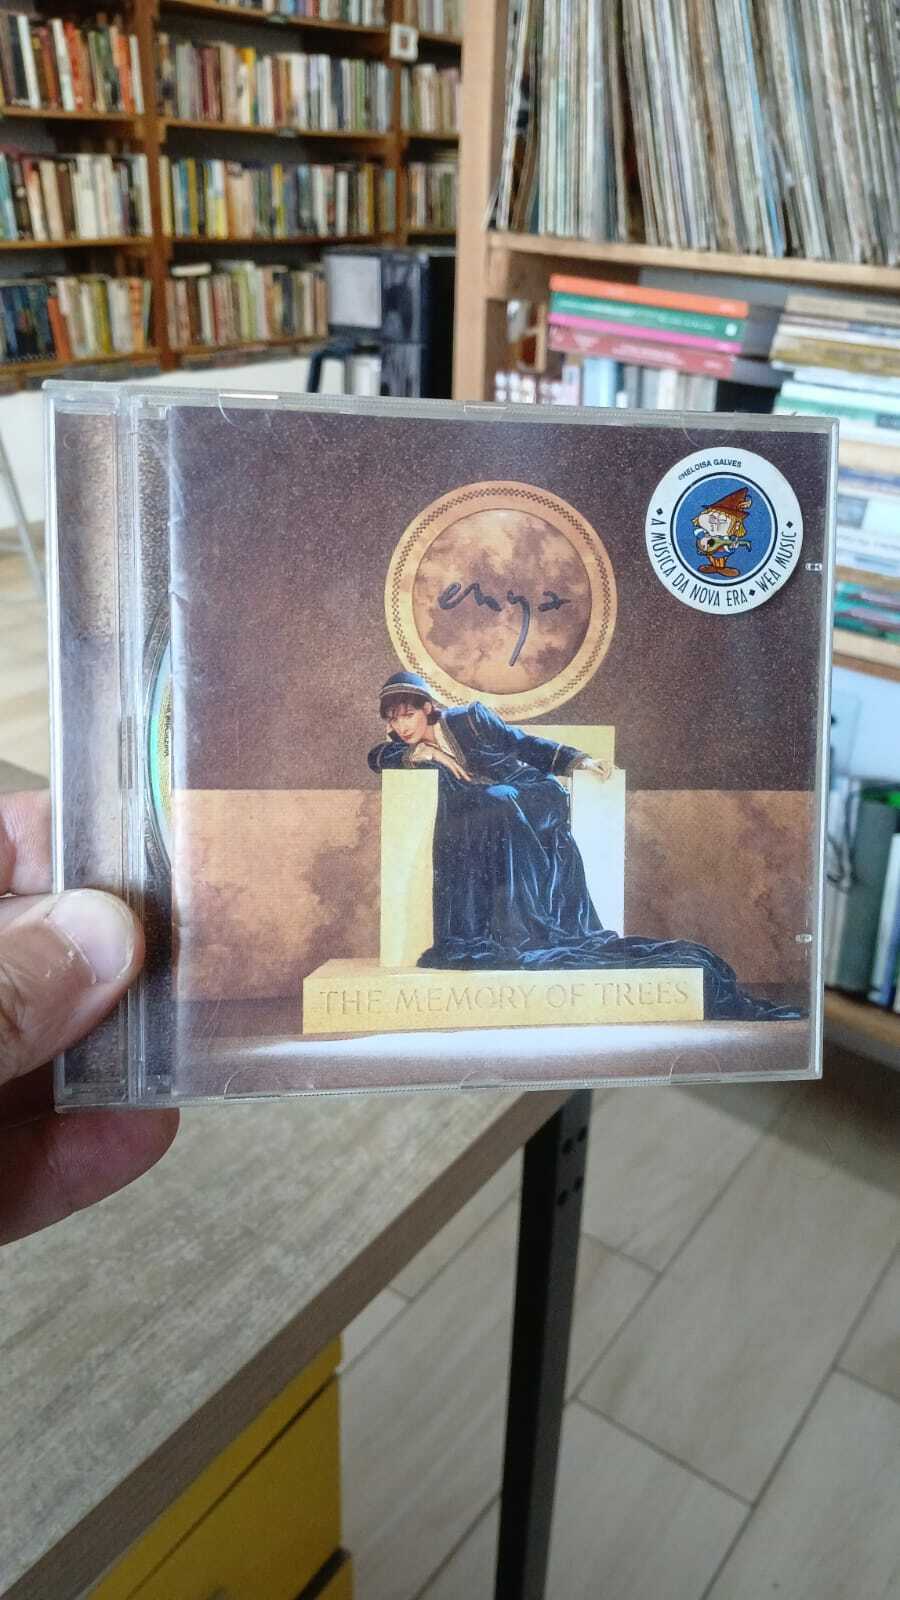 ©HELOISA GALVES
◆ A MÚSICA DA NOVA ERA ◆ WEA MUSIC ◆
enya
THE MEMORY OF TREES